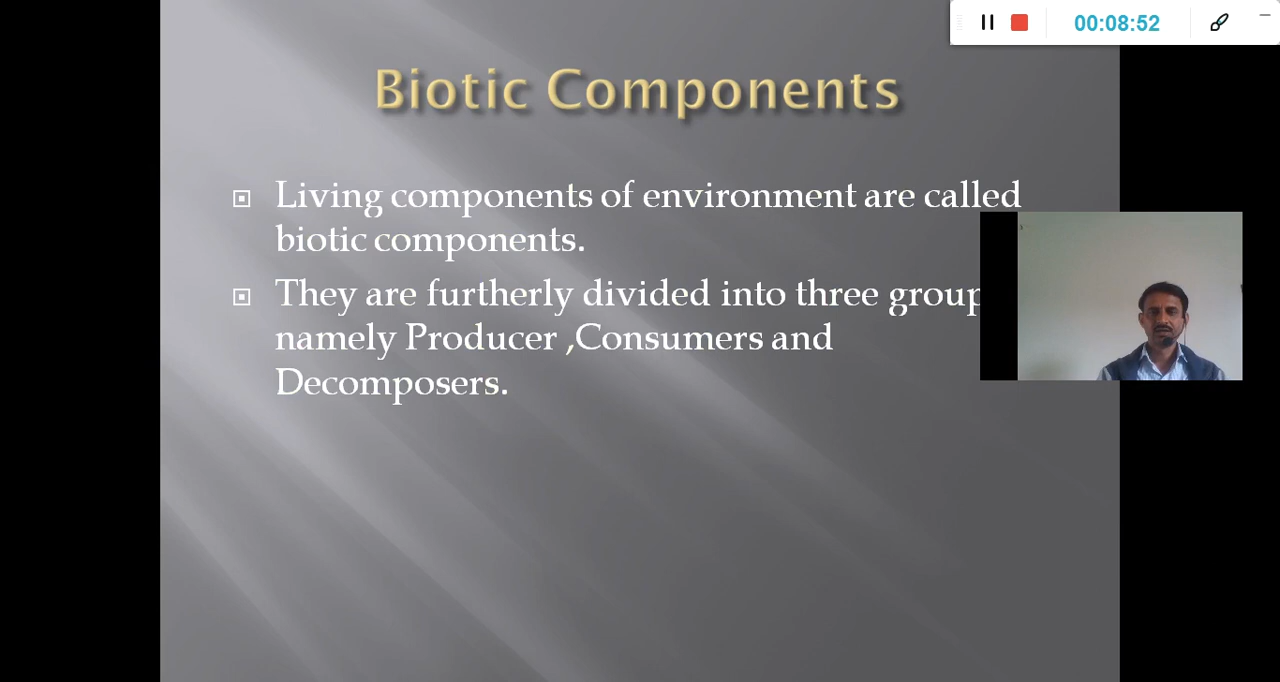 00:08:52
Biotic Components
Living components of environment are called
biotic components.
They are furtherly divided into three group
namely Producer ,Consumers and
Decomposers.